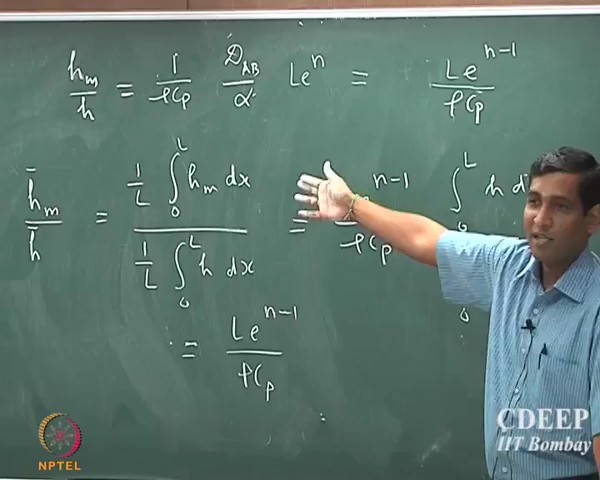 h_m/h = 1/ρC_p D_AB/α Le^n = Le^{n-1}/ρC_p
h̄_m/h̄ = (1/L ∫_0^L h_m dx)/(1/L ∫_0^L h dx) = n-1/ρC_p ∫_0^L h d
= Le^{n-1}/ρC_p
CDEEP
IIT Bombay
NPTEL